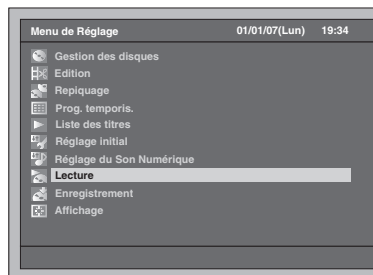 Menu de Réglage 01/01/07(Lun) 19:34
Gestion des disques
Edition
Repiquage
Prog. temporis.
Liste des titres
Réglage initial
Réglage du Son Numérique
Lecture
Enregistrement
Affichage